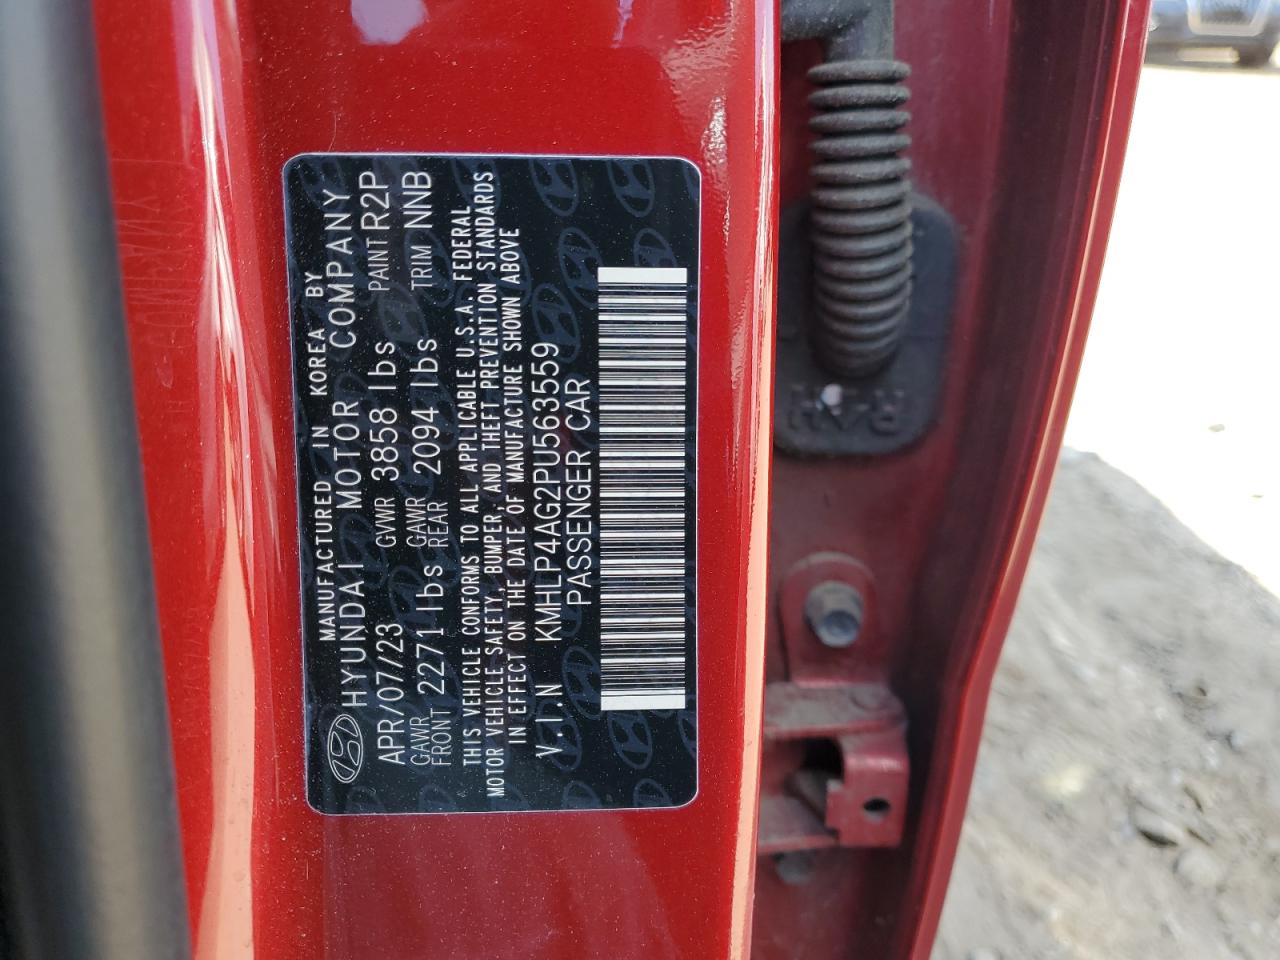 MANUFACTURED IN KOREA BY
HYUNDAI MOTOR COMPANY
APR/07/23 GVWR 3858 lbs PAINT R2P
GAWR FRONT 2271 lbs GAWR REAR 2094 lbs TRIM NNB
THIS VEHICLE CONFORMS TO ALL APPLICABLE U.S.A. FEDERAL
MOTOR VEHICLE SAFETY, BUMPER, AND THEFT PREVENTION STANDARDS
IN EFFECT ON THE DATE OF MANUFACTURE SHOWN ABOVE
V.I.N KMHLP4AG2PU563559
PASSENGER CAR